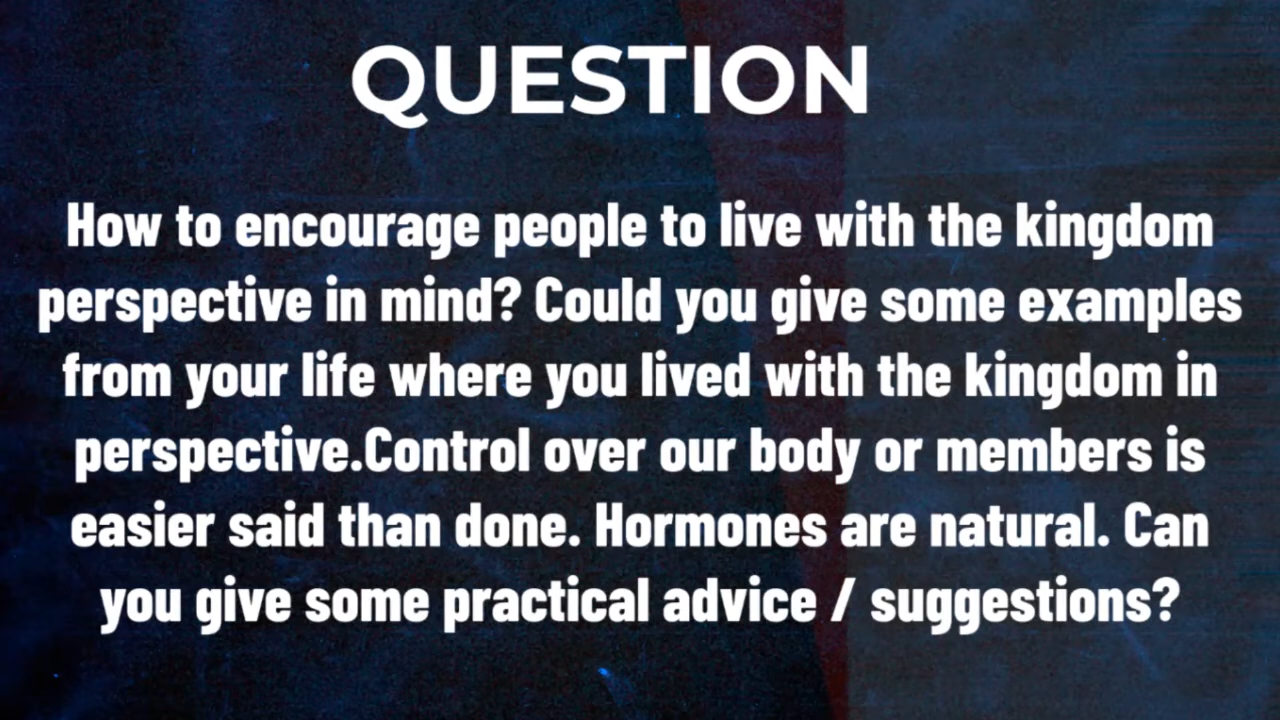 QUESTION
How to encourage people to live with the kingdom
perspective in mind? Could you give some examples
from your life where you lived with the kingdom in
perspective.Control over our body or members is
easier said than done. Hormones are natural. Can
you give some practical advice / suggestions?